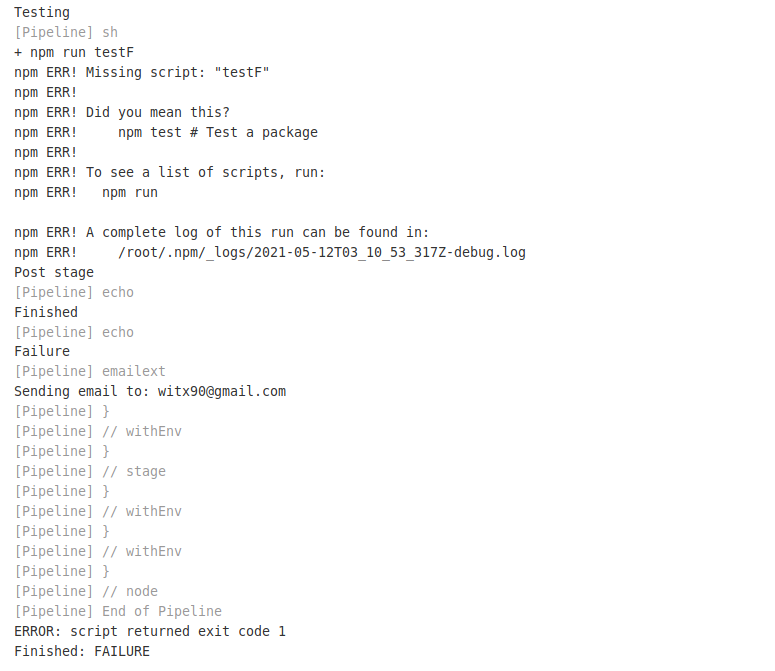 Testing
[Pipeline] sh
+ npm run testF
npm ERR! Missing script: "testF"
npm ERR!
npm ERR! Did you mean this?
npm ERR!     npm test # Test a package
npm ERR!
npm ERR! To see a list of scripts, run:
npm ERR!   npm run

npm ERR! A complete log of this run can be found in:
npm ERR!     /root/.npm/_logs/2021-05-12T03_10_53_317Z-debug.log
Post stage
[Pipeline] echo
Finished
[Pipeline] echo
Failure
[Pipeline] emailext
Sending email to: witx90@gmail.com
[Pipeline] }
[Pipeline] // withEnv
[Pipeline] }
[Pipeline] // stage
[Pipeline] }
[Pipeline] // withEnv
[Pipeline] }
[Pipeline] // withEnv
[Pipeline] }
[Pipeline] // node
[Pipeline] End of Pipeline
ERROR: script returned exit code 1
Finished: FAILURE